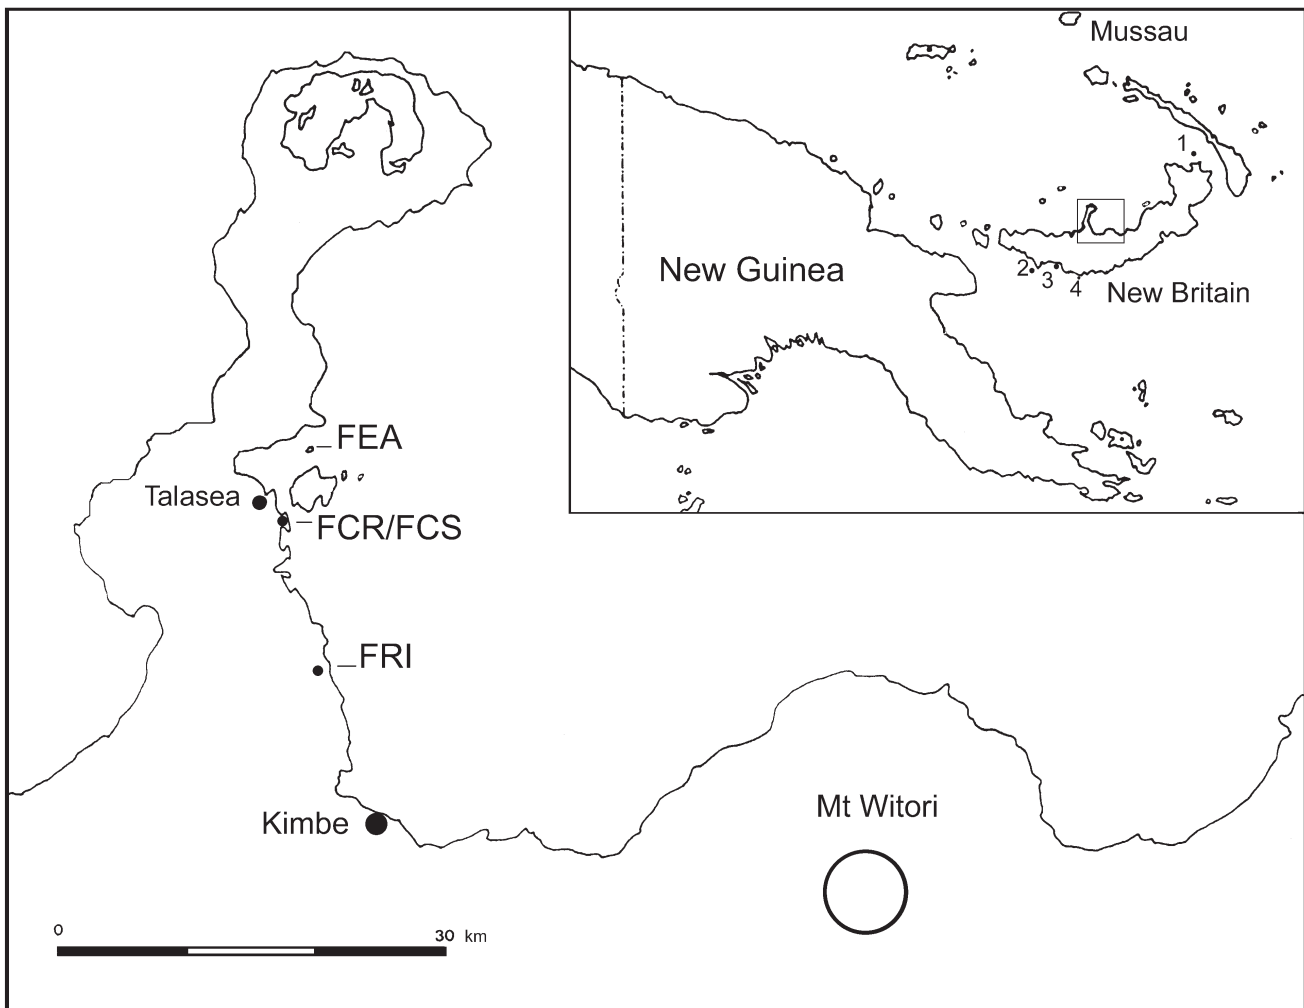 Mussau
1
New Guinea
2
3
4
New Britain
FEA
Talasea
FCR/FCS
FRI
Mt Witori
Kimbe
0
30 km